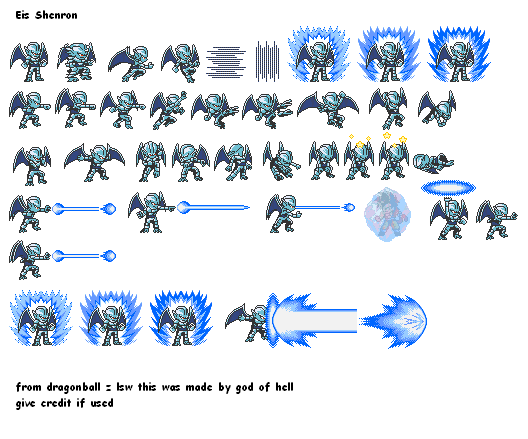 Eis Shenron
from dragonball z lsw this was made by god of hell
give credit if used